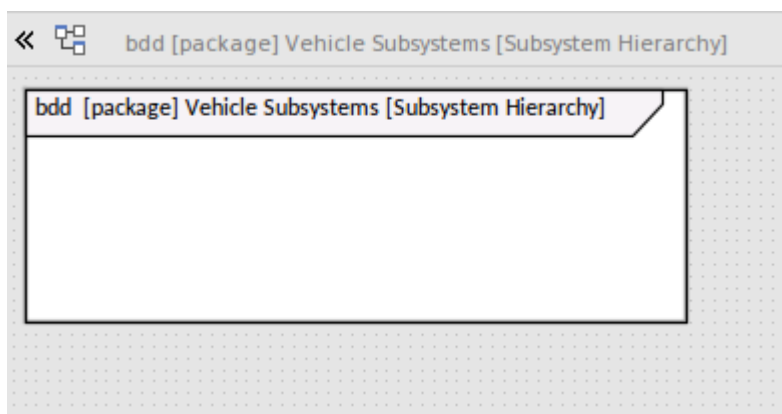 « bdd [package] Vehicle Subsystems [Subsystem Hierarchy]
bdd [package] Vehicle Subsystems [Subsystem Hierarchy]